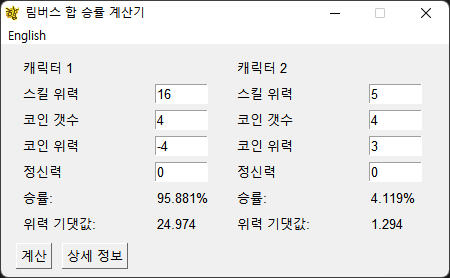 림버스 합 승률 계산기
English
캐릭터 1 캐릭터 2
스킬 위력 16 스킬 위력 5
코인 갯수 4 코인 갯수 4
코인 위력 -4 코인 위력 3
정신력 0 정신력 0
승률: 95.881% 승률: 4.119%
위력 기댓값: 24.974 위력 기댓값: 1.294
계산 상세 정보